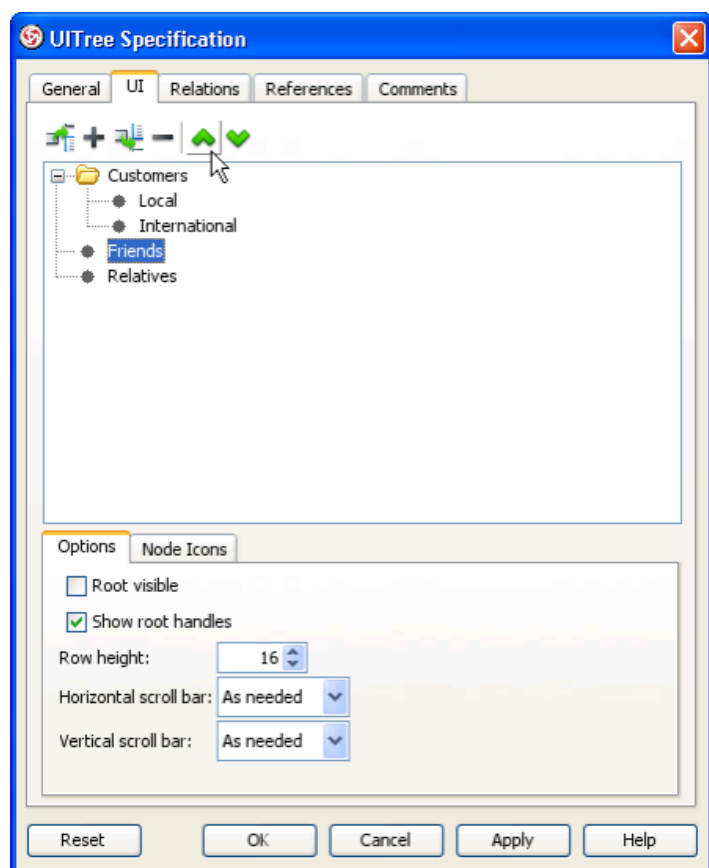 UITree Specification
General UI Relations References Comments
Customers
Local
International
Friends
Relatives
Options Node Icons
Root visible
Show root handles
Row height: 16
Horizontal scroll bar: As needed
Vertical scroll bar: As needed
Reset OK Cancel Apply Help